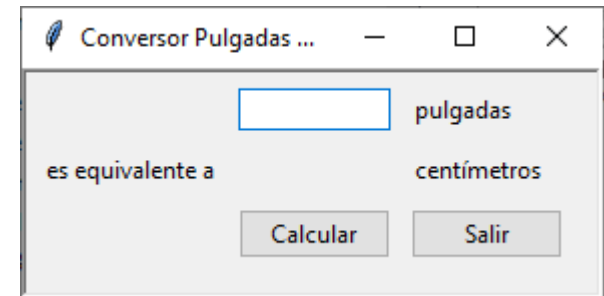 Conversor Pulgadas ...
pulgadas
es equivalente a centímetros
Calcular Salir